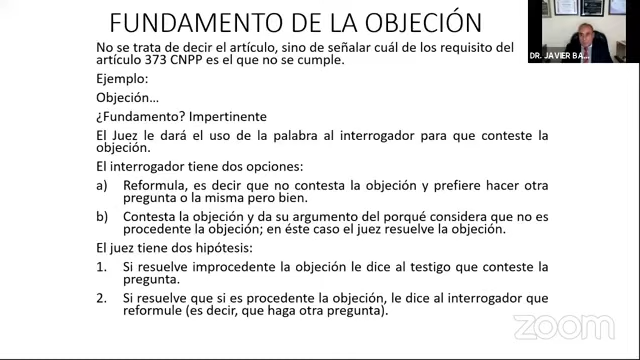 FUNDAMENTO DE LA OBJECIÓN
No se trata de decir el artículo, sino de señalar cuál de los requisito del
artículo 373 CNPP es el que no se cumple.
Ejemplo:
Objeción...
¿Fundamento? Impertinente
El Juez le dará el uso de la palabra al interrogador para que conteste la
objeción.
El interrogador tiene dos opciones:
a) Reformula, es decir que no contesta la objeción y prefiere hacer otra
pregunta o la misma pero bien.
b) Contesta la objeción y da su argumento del porqué considera que no es
procedente la objeción; en éste caso el juez resuelve la objeción.
El juez tiene dos hipótesis:
1. Si resuelve improcedente la objeción le dice al testigo que conteste la
pregunta.
2. Si resuelve que si es procedente la objeción, le dice al interrogador que
reformule (es decir, que haga otra pregunta).
DR. JAVIER BA...
zoom